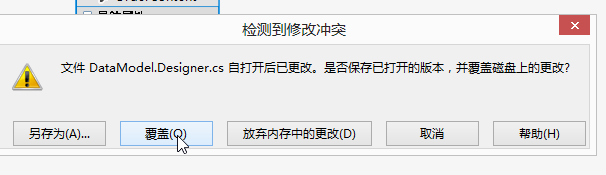 检测到修改冲突
文件 DataModel.Designer.cs 自打开后已更改。是否保存已打开的版本，并覆盖磁盘上的更改?
另存为(A)...
覆盖(O)
放弃内存中的更改(D)
取消
帮助(H)